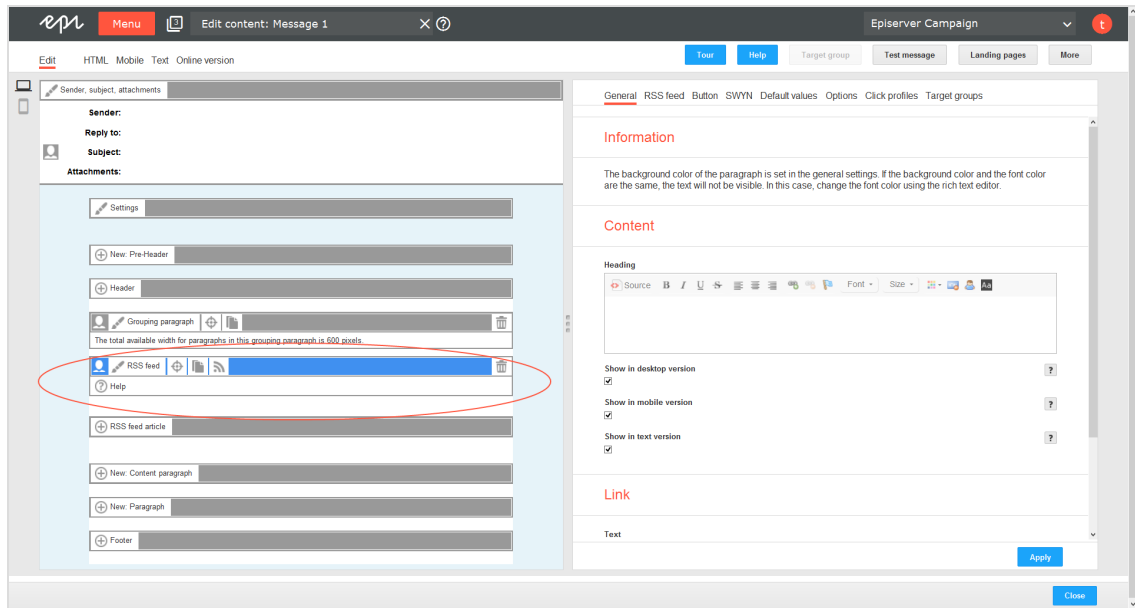 epi Menu 3 Edit content: Message 1 Episerver Campaign t
Edit HTML Mobile Text Online version Tour Help Target group Test message Landing pages More
Sender, subject, attachments
Sender:
Reply to:
Subject:
Attachments:
Settings
New: Pre-Header
Header
Grouping paragraph
The total available width for paragraphs in this grouping paragraph is 600 pixels.
RSS feed
? Help
RSS feed article
New: Content paragraph
New: Paragraph
Footer
General RSS feed Button SWYN Default values Options Click profiles Target groups
Information
The background color of the paragraph is set in the general settings. If the background color and the font color
are the same, the text will not be visible. In this case, change the font color using the rich text editor.
Content
Heading
Source B I U S Font Size Aa
Show in desktop version ?
Show in mobile version ?
Show in text version ?
Link
Text
Apply
Close